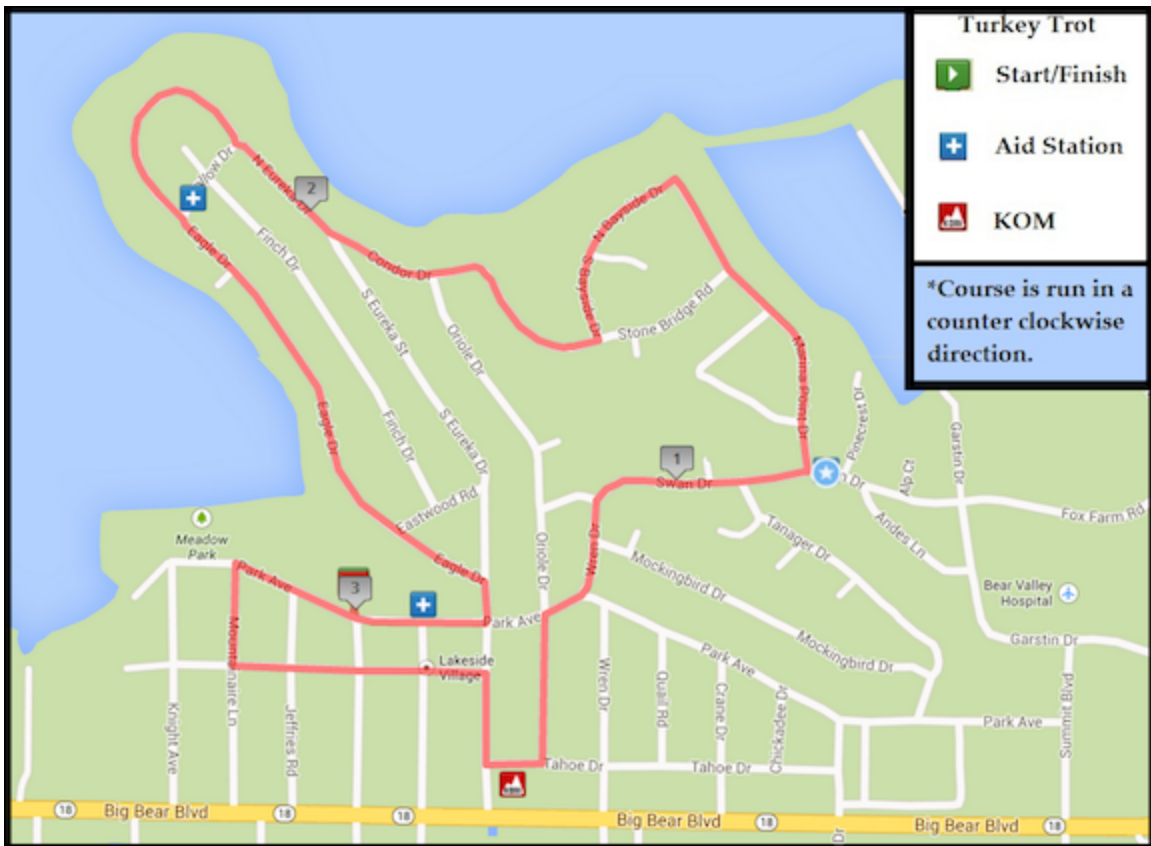 Turkey Trot
Start/Finish
Aid Station
KOM
*Course is run in a
counter clockwise
direction.
2
N Eureka Dr
Eagle Dr
Finch Dr
Condor Dr
S Eureka St
Oriole Dr
N Bayside Dr
S Bayside Dr
Stone Bridge Rd
Marina Point Dr
Pinecrest Dr
Garstin Dr
Alp Ct
Fox Farm Rd
Andes Ln
1
Swan Dr
Tanager Dr
Eagle Dr
Finch Dr
S Eureka Dr
Eastwood Rd
Eagle Dr
Oriole Dr
Wren Dr
Mockingbird Dr
Mockingbird Dr
Bear Valley
Hospital
Garstin Dr
Meadow
Park
Park Ave
3
Park Ave
Park Ave
Park Ave
Lakeside
Village
Mountainaire Ln
Knight Ave
Jeffries Rd
Wren Dr
Quail Rd
Crane Dr
Chickadee Dr
Summit Blvd
KOM
Tahoe Dr
Tahoe Dr
18
Big Bear Blvd
18
18
Big Bear Blvd
18
Big Bear Blvd
18